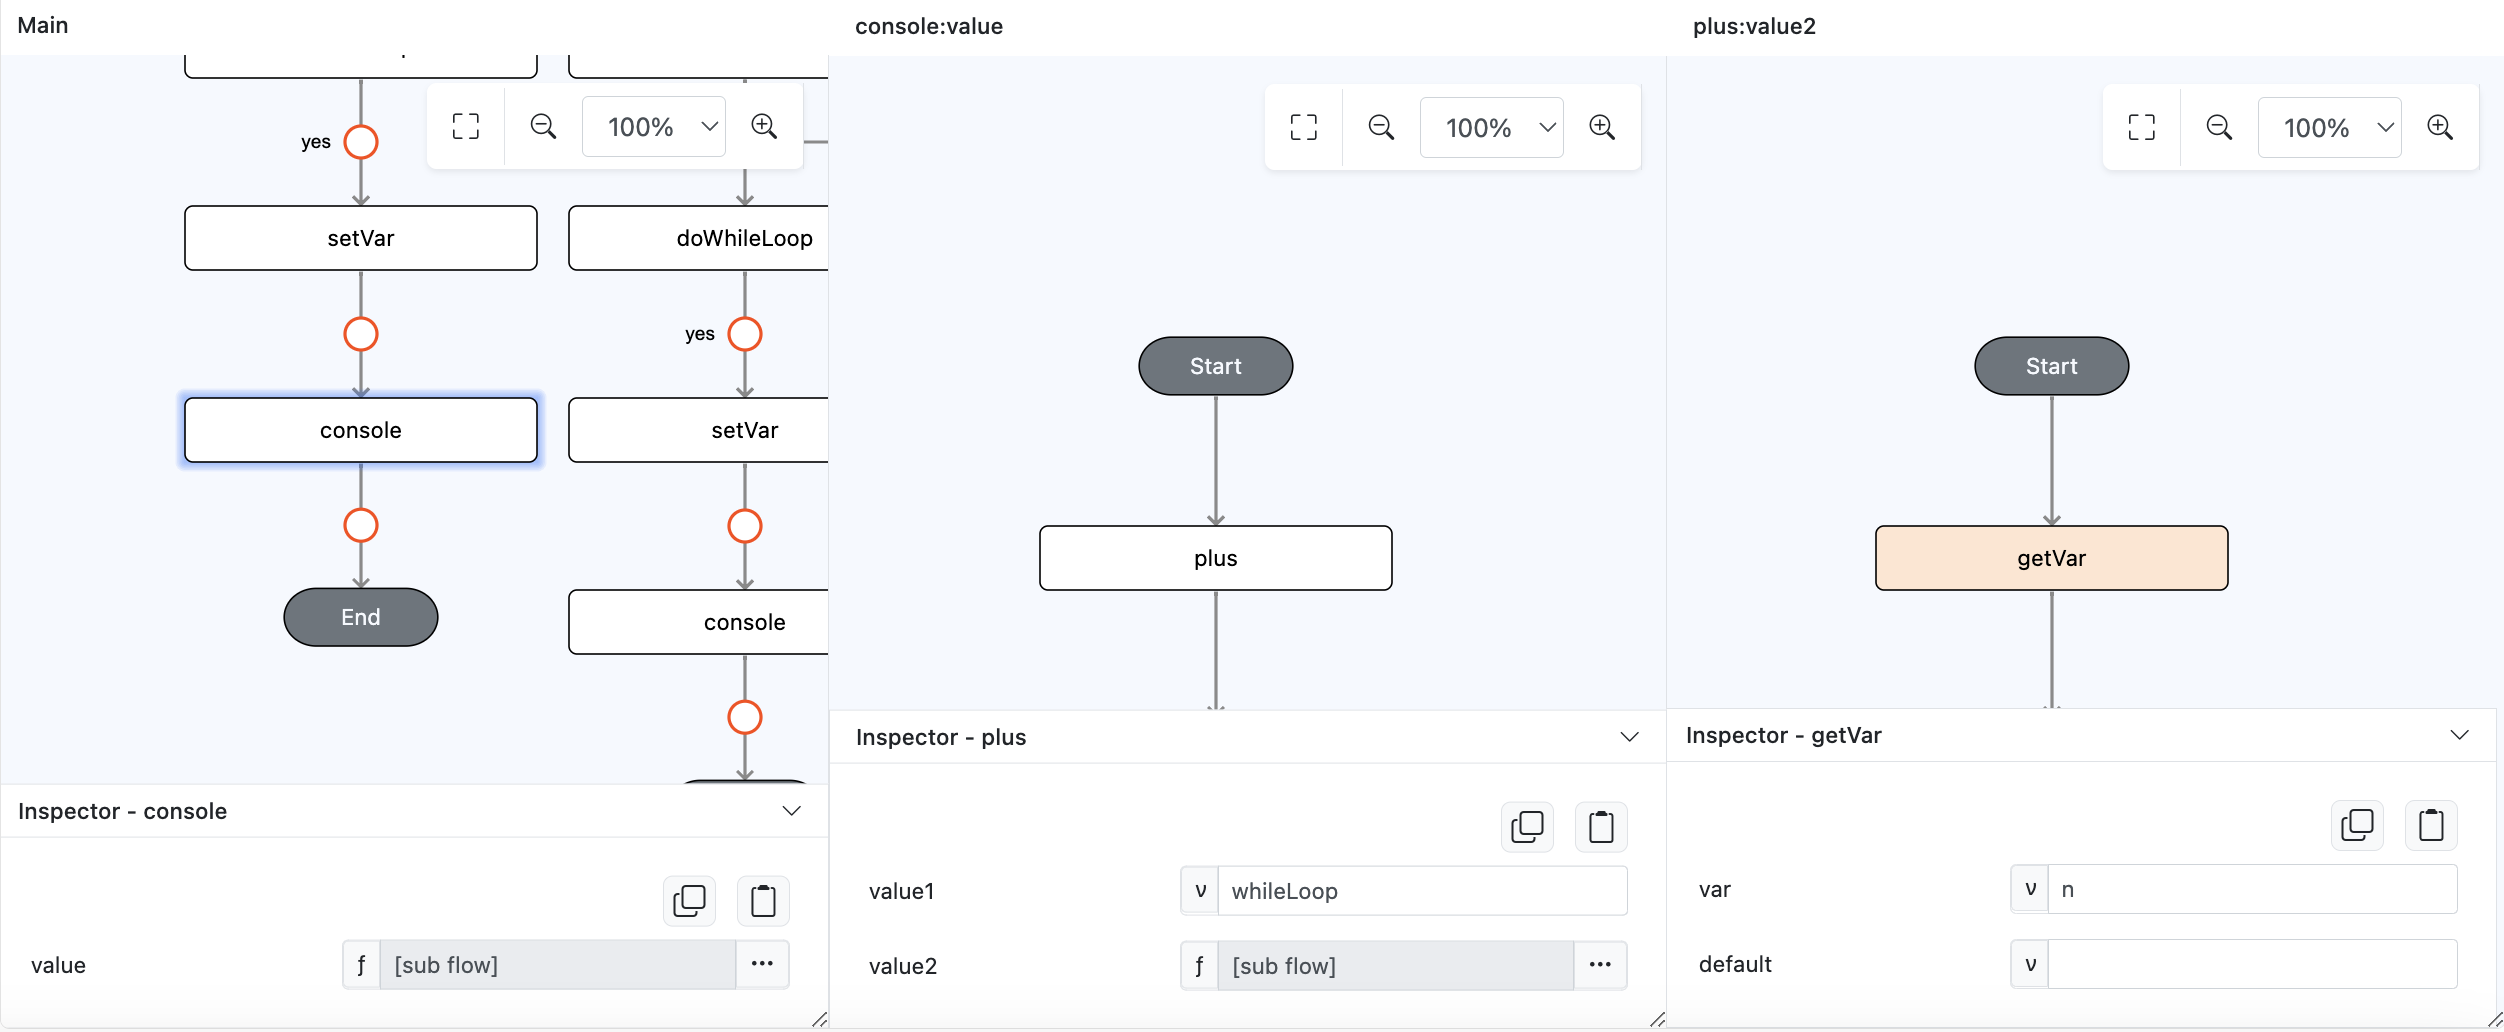 Main
yes
100%
setVar
doWhileLoop
yes
console
setVar
End
console
Inspector - console
value
ƒ
[sub flow]
...
console:value
100%
Start
plus
Inspector - plus
value1
ν
whileLoop
value2
ƒ
[sub flow]
...
plus:value2
100%
Start
getVar
Inspector - getVar
var
ν
n
default
ν